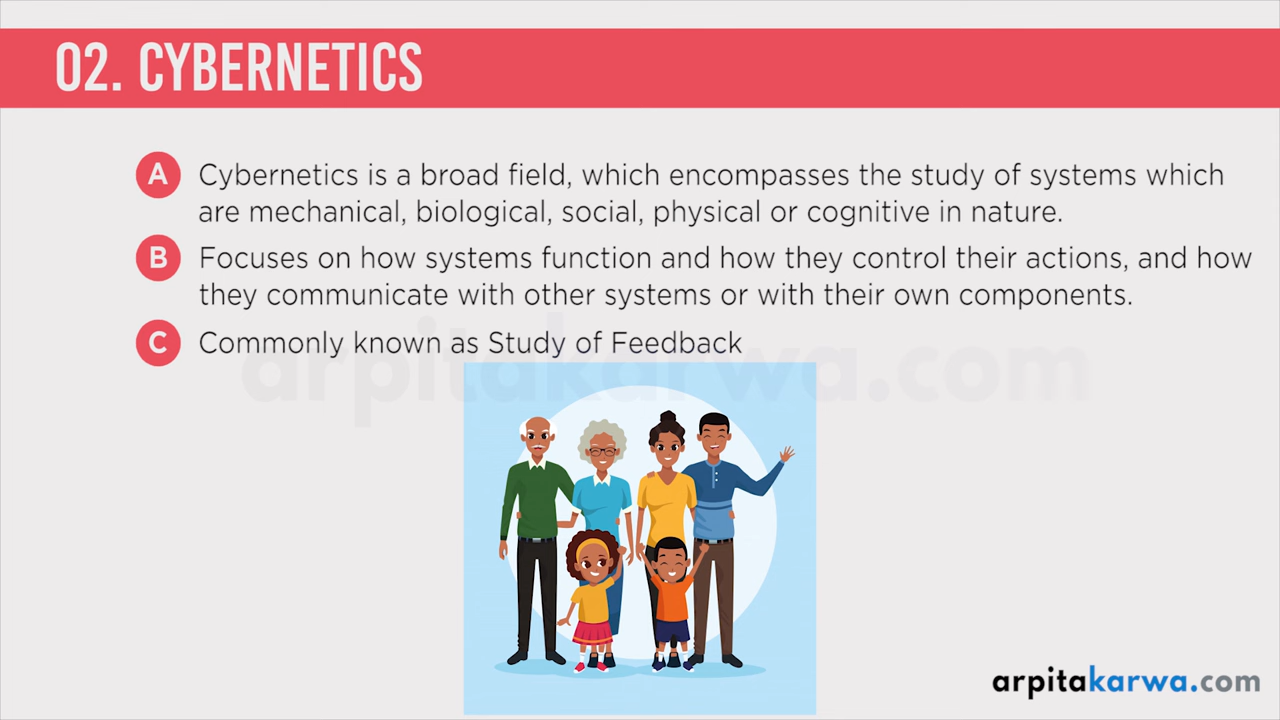 02. CYBERNETICS
A Cybernetics is a broad field, which encompasses the study of systems which
are mechanical, biological, social, physical or cognitive in nature.
B Focuses on how systems function and how they control their actions, and how
they communicate with other systems or with their own components.
C Commonly known as Study of Feedback
arpitakarwa.com
arpitakarwa.com